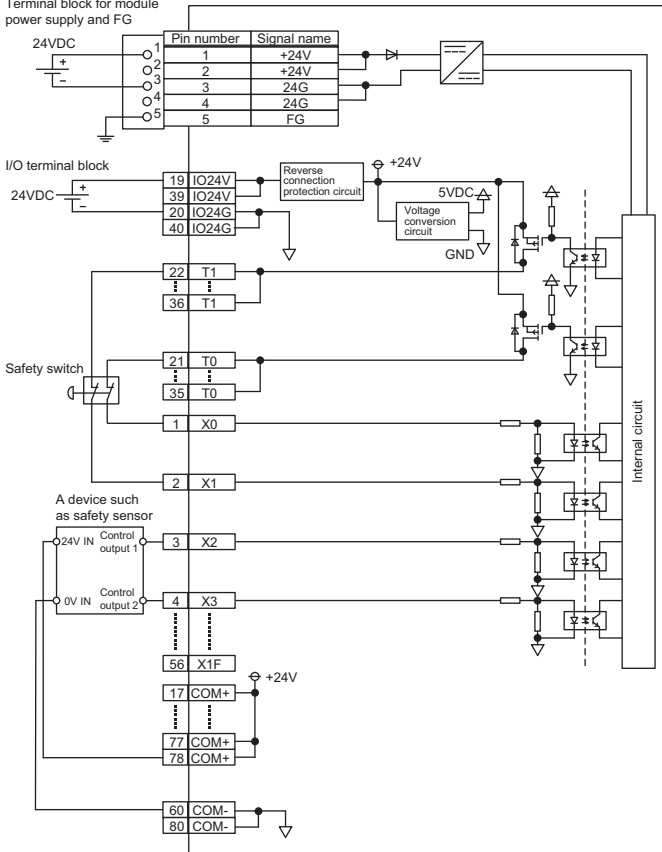 Terminal block for module
power supply and FG
24VDC
+
−
1
2
3
4
5
Pin number Signal name
1 +24V
2 +24V
3 24G
4 24G
5 FG
I/O terminal block
24VDC
+
−
19 IO24V
39 IO24V
20 IO24G
40 IO24G
Reverse
connection
protection circuit
+24V
5VDC
Voltage
conversion
circuit
GND
22 T1
36 T1
Safety switch
21 T0
35 T0
1 X0
2 X1
Internal circuit
A device such
as safety sensor
24V IN
Control
output 1
0V IN
Control
output 2
3 X2
4 X3
56 X1F
+24V
17 COM+
77 COM+
78 COM+
60 COM-
80 COM-